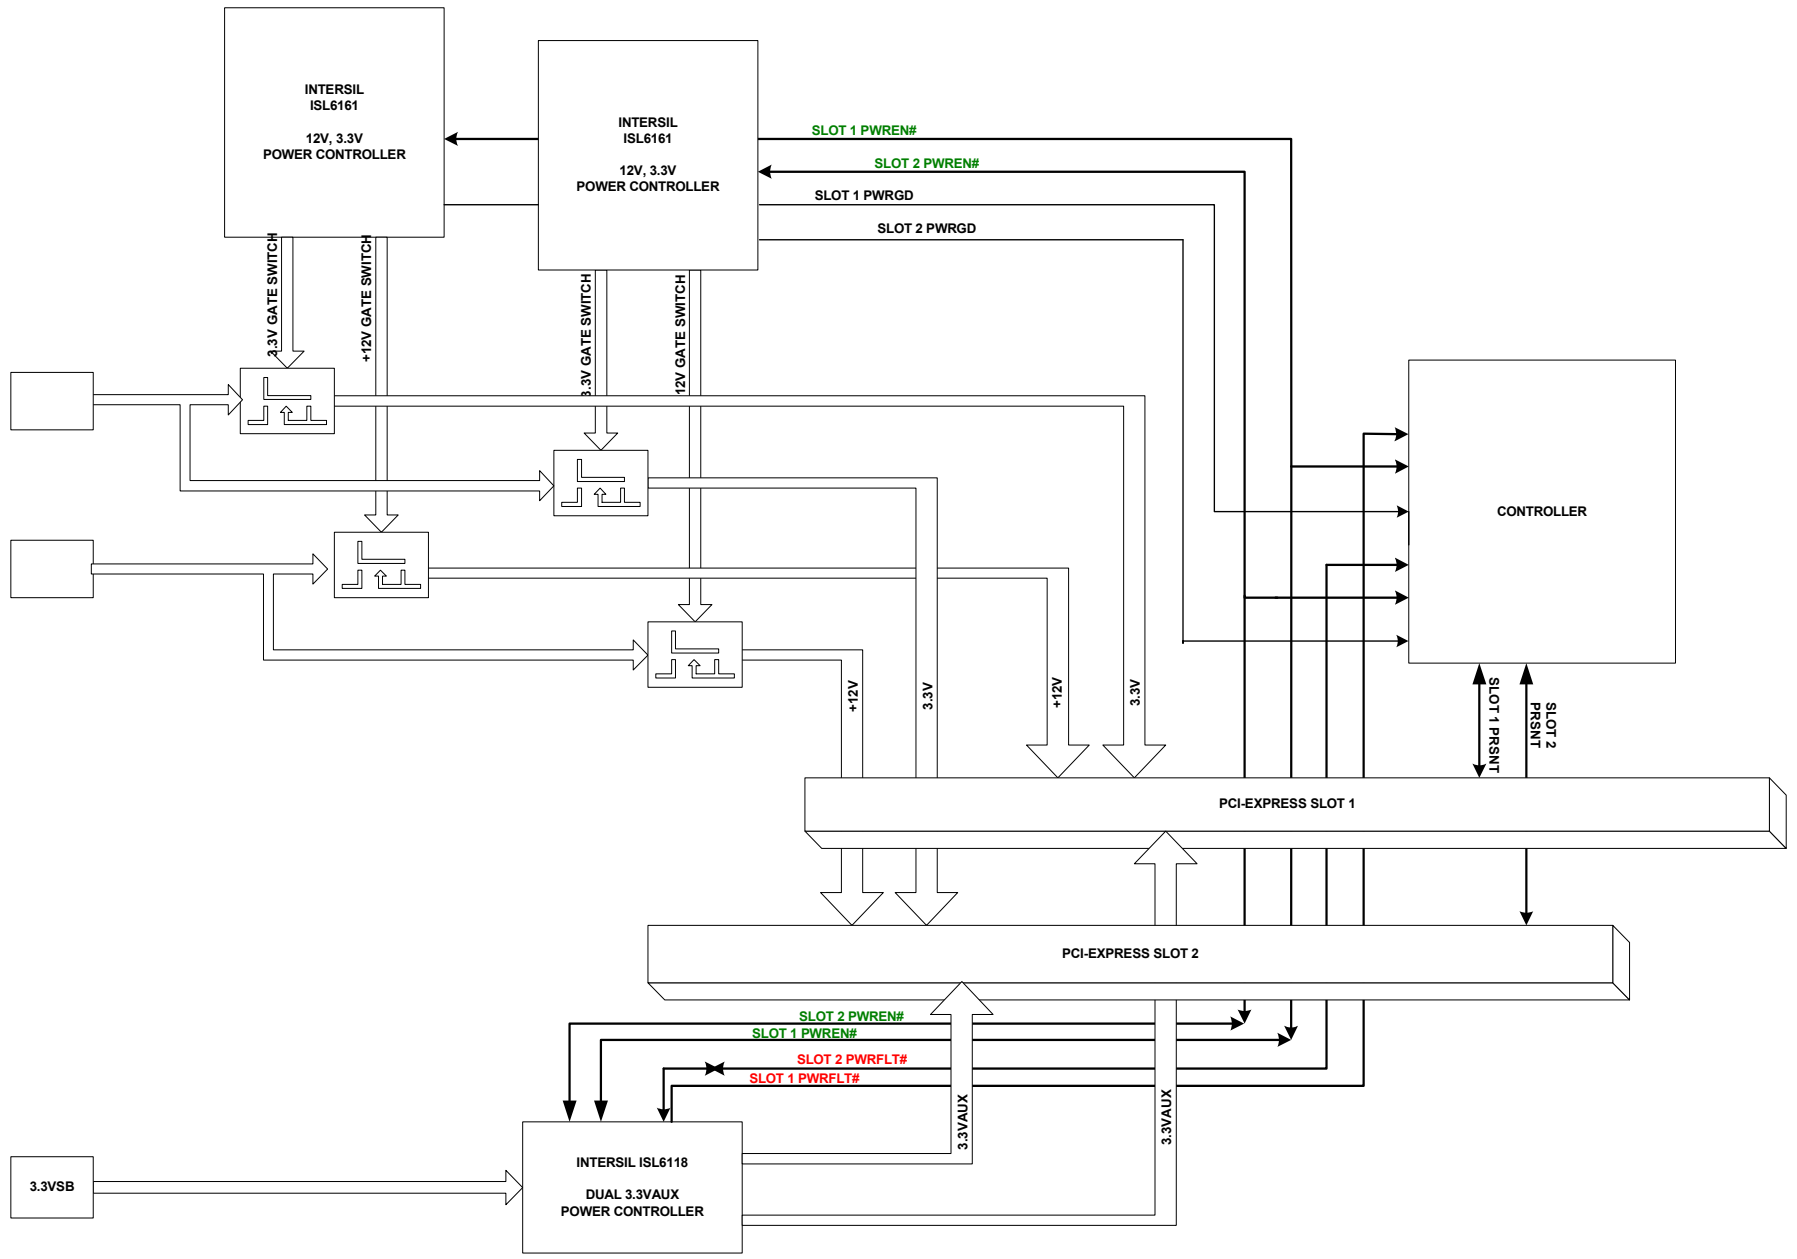 INTERSIL
ISL6161
12V, 3.3V
POWER CONTROLLER
INTERSIL
ISL6161
12V, 3.3V
POWER CONTROLLER
SLOT 1 PWREN#
SLOT 2 PWREN#
SLOT 1 PWRGD
SLOT 2 PWRGD
3.3V GATE SWITCH
+12V GATE SWITCH
3.3V GATE SWITCH
12V GATE SWITCH
CONTROLLER
+12V
3.3V
+12V
3.3V
SLOT 1 PRSNT
SLOT 2
PRSNT
PCI-EXPRESS SLOT 1
PCI-EXPRESS SLOT 2
SLOT 2 PWREN#
SLOT 1 PWREN#
SLOT 2 PWRFLT#
SLOT 1 PWRFLT#
3.3VAUX
3.3VAUX
3.3VSB
INTERSIL ISL6118
DUAL 3.3VAUX
POWER CONTROLLER